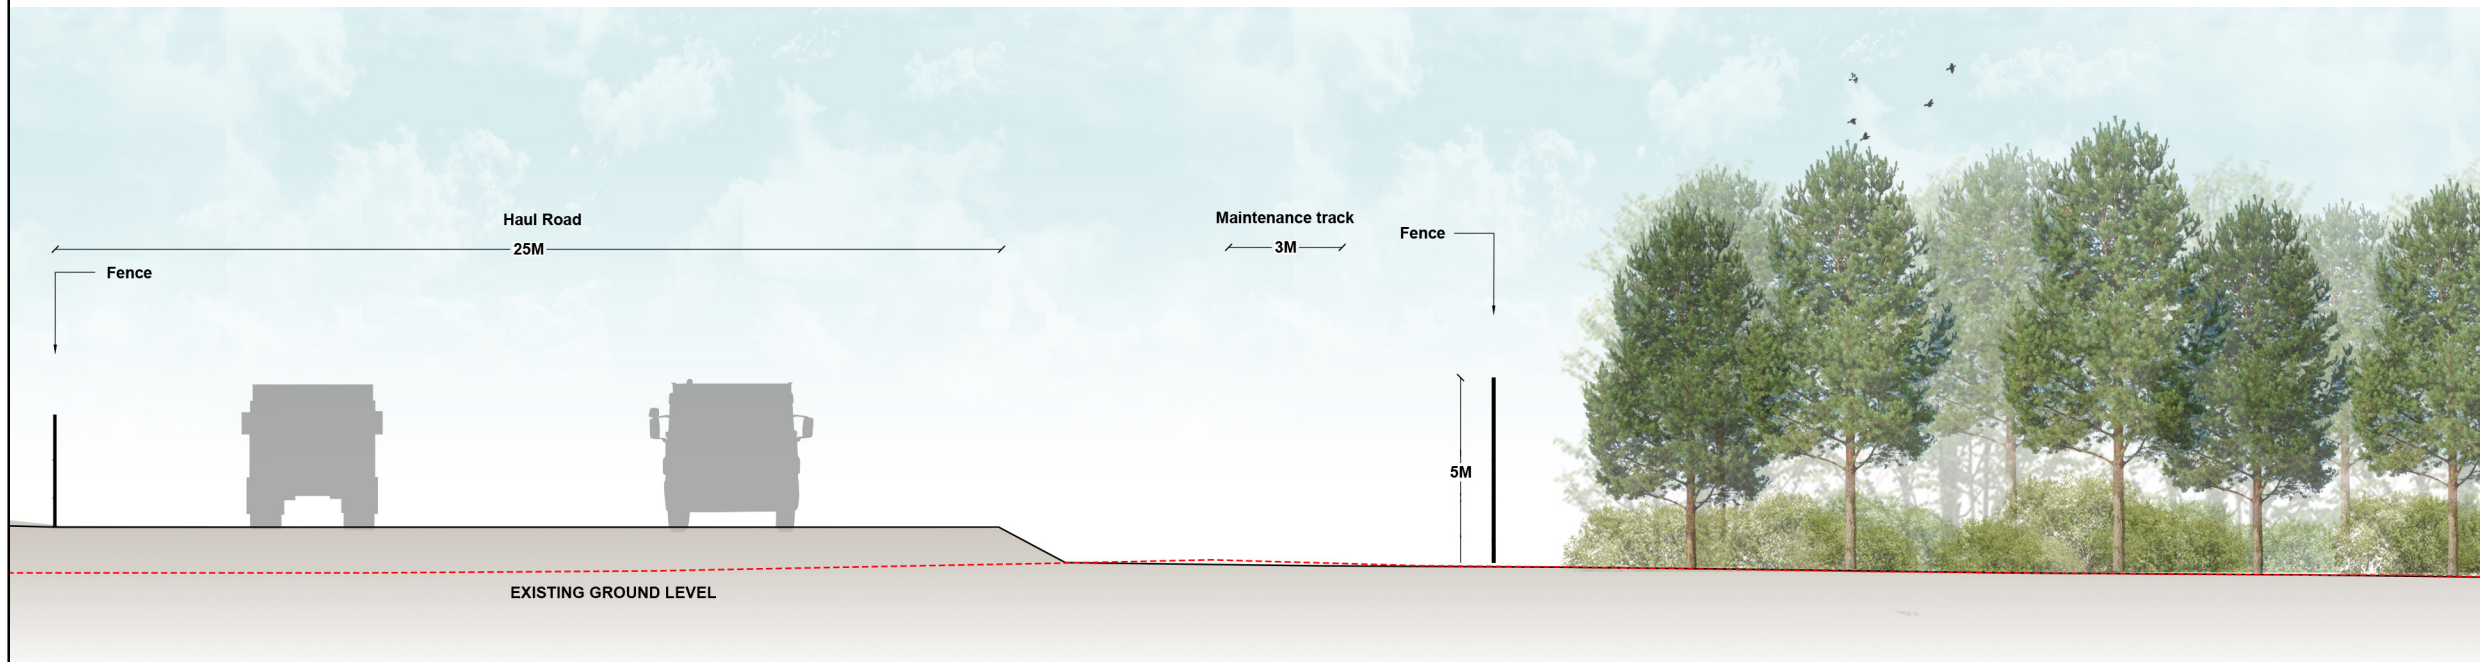 Haul Road
25M
Fence
Maintenance track
3M
Fence
5M
EXISTING GROUND LEVEL